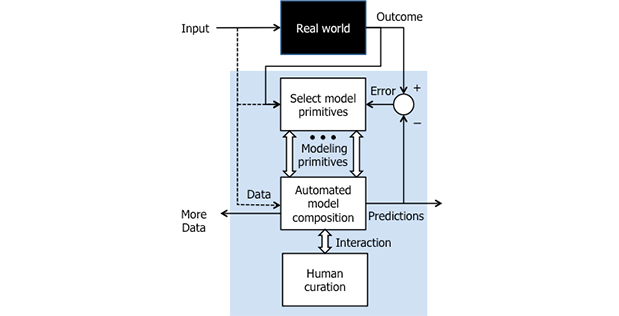 Outcome
Input
Real world
Error
+
Select model
primitives
−
• • •
Modeling
primitives
Data
Automated
model
composition
More
Data
Predictions
Interaction
Human
curation